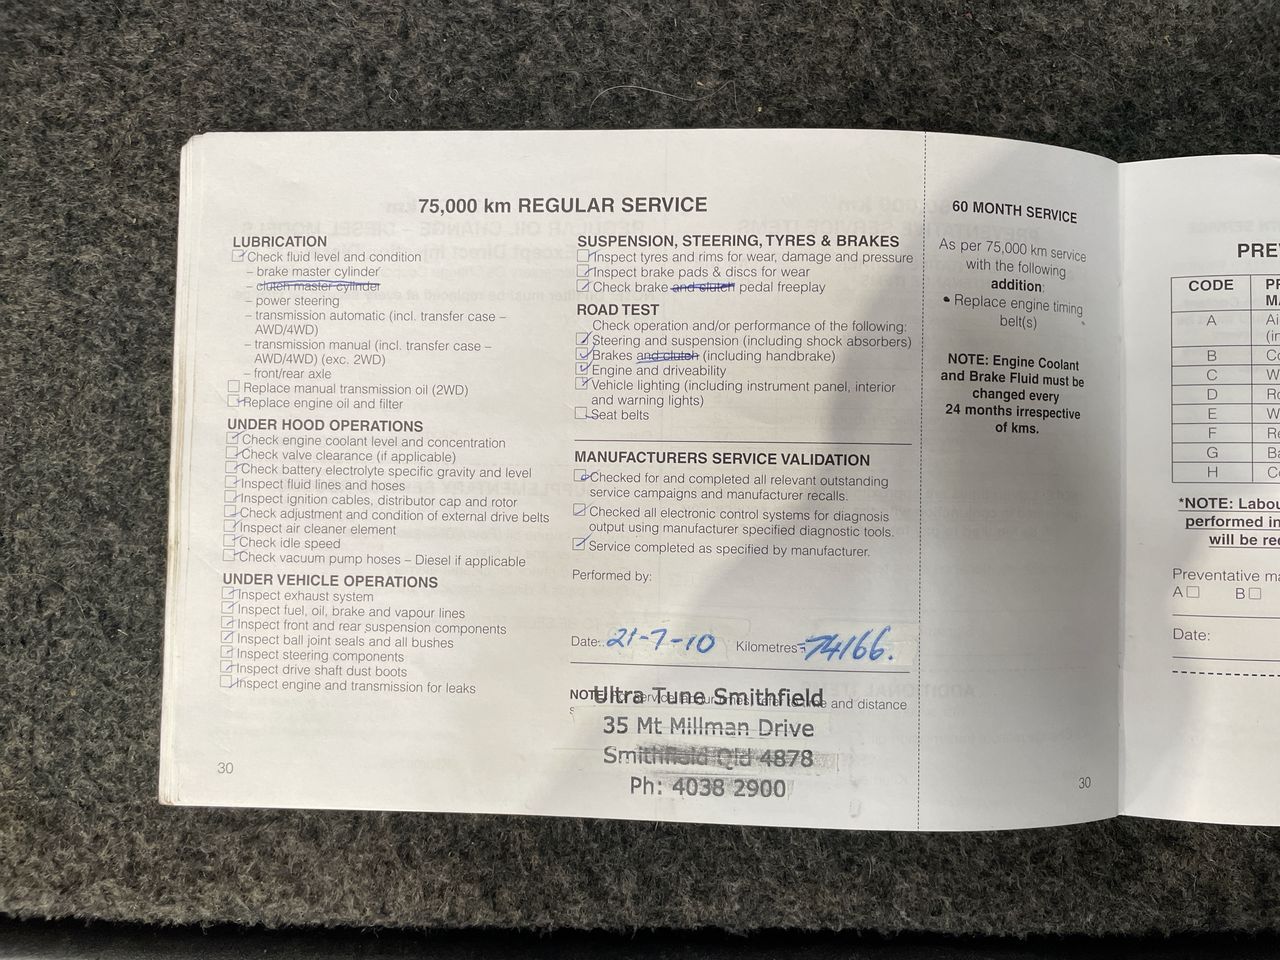 75,000 km REGULAR SERVICE
LUBRICATION
Check fluid level and condition
– brake master cylinder
– clutch master cylinder
– power steering
– transmission automatic (incl. transfer case –
AWD/4WD)
– transmission manual (incl. transfer case –
AWD/4WD) (exc. 2WD)
– front/rear axle
Replace manual transmission oil (2WD)
Replace engine oil and filter
UNDER HOOD OPERATIONS
Check engine coolant level and concentration
Check valve clearance (if applicable)
Check battery electrolyte specific gravity and level
Inspect fluid lines and hoses
Inspect ignition cables, distributor cap and rotor
Check adjustment and condition of external drive belts
Inspect air cleaner element
Check idle speed
Check vacuum pump hoses – Diesel if applicable
UNDER VEHICLE OPERATIONS
Inspect exhaust system
Inspect fuel, oil, brake and vapour lines
Inspect front and rear suspension components
Inspect ball joint seals and all bushes
Inspect steering components
Inspect drive shaft dust boots
Inspect engine and transmission for leaks
30
SUSPENSION, STEERING, TYRES & BRAKES
Inspect tyres and rims for wear, damage and pressure
Inspect brake pads & discs for wear
Check brake and clutch pedal freeplay
ROAD TEST
Check operation and/or performance of the following:
Steering and suspension (including shock absorbers)
Brakes and clutch (including handbrake)
Engine and driveability
Vehicle lighting (including instrument panel, interior
and warning lights)
Seat belts
MANUFACTURERS SERVICE VALIDATION
Checked for and completed all relevant outstanding
service campaigns and manufacturer recalls.
Checked all electronic control systems for diagnosis
output using manufacturer specified diagnostic tools.
Service completed as specified by manufacturer.
Performed by:
Date: 21-7-10 Kilometres: 74166.
NOTE: and distance
Ultra Tune Smithfield
35 Mt Millman Drive
Smithfield Qld 4878
Ph: 4038 2900
60 MONTH SERVICE
As per 75,000 km service
with the following
addition:
• Replace engine timing
belt(s)
NOTE: Engine Coolant
and Brake Fluid must be
changed every
24 months irrespective
of kms.
30
PRE
CODE
A
B
C
D
E
F
G
H
*NOTE: Labou
performed in
will be re
Preventative ma
A B
Date: